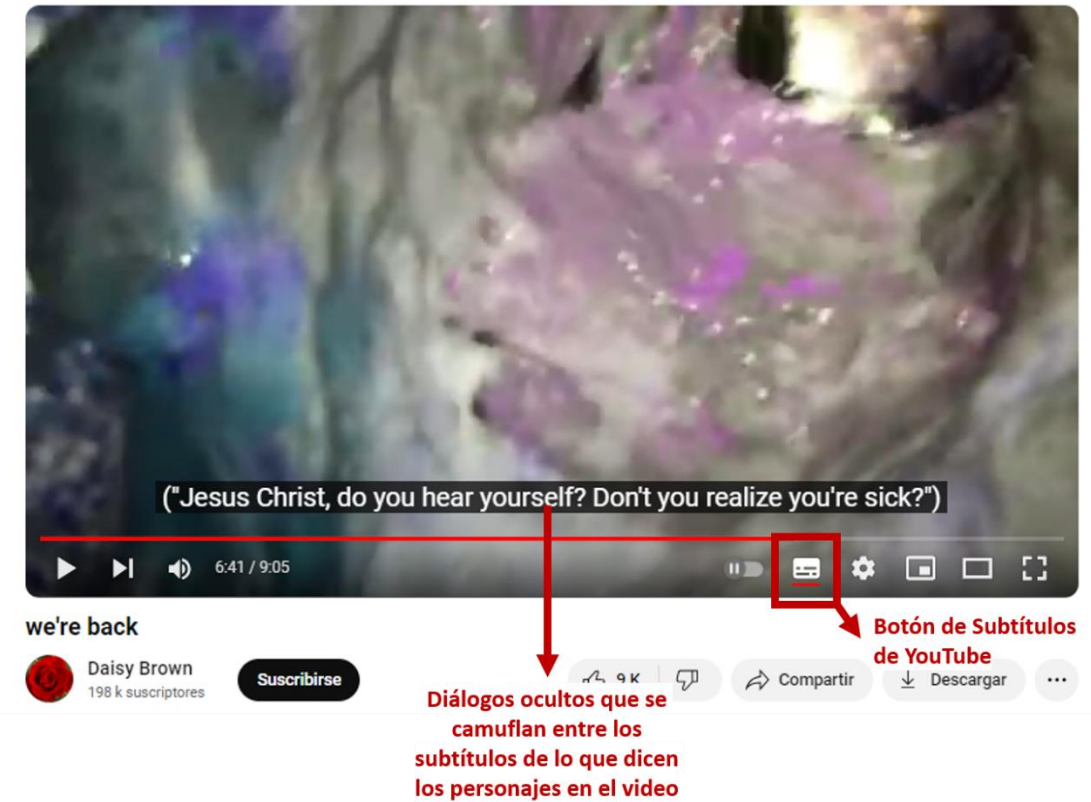 ("Jesus Christ, do you hear yourself? Don't you realize you're sick?")
6:41 / 9:05
we're back
Botón de Subtítulos
de YouTube
Daisy Brown
198 k suscriptores
Suscribirse
9 K
Compartir
Descargar
Diálogos ocultos que se
camuflan entre los
subtítulos de lo que dicen
los personajes en el video